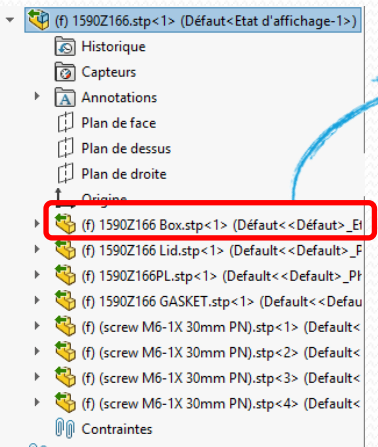 (f) 1590Z166.stp<1> (Défaut<Etat d'affichage-1>)
Historique
Capteurs
Annotations
Plan de face
Plan de dessus
Plan de droite
Origine
(f) 1590Z166 Box.stp<1> (Défaut<<Défaut>_Et
(f) 1590Z166 Lid.stp<1> (Default<<Default>_P
(f) 1590Z166PL.stp<1> (Default<<Default>_Ph
(f) 1590Z166 GASKET.stp<1> (Default<<Defau
(f) (screw M6-1X 30mm PN).stp<1> (Default<
(f) (screw M6-1X 30mm PN).stp<2> (Default<
(f) (screw M6-1X 30mm PN).stp<3> (Default<
(f) (screw M6-1X 30mm PN).stp<4> (Default<
Contraintes